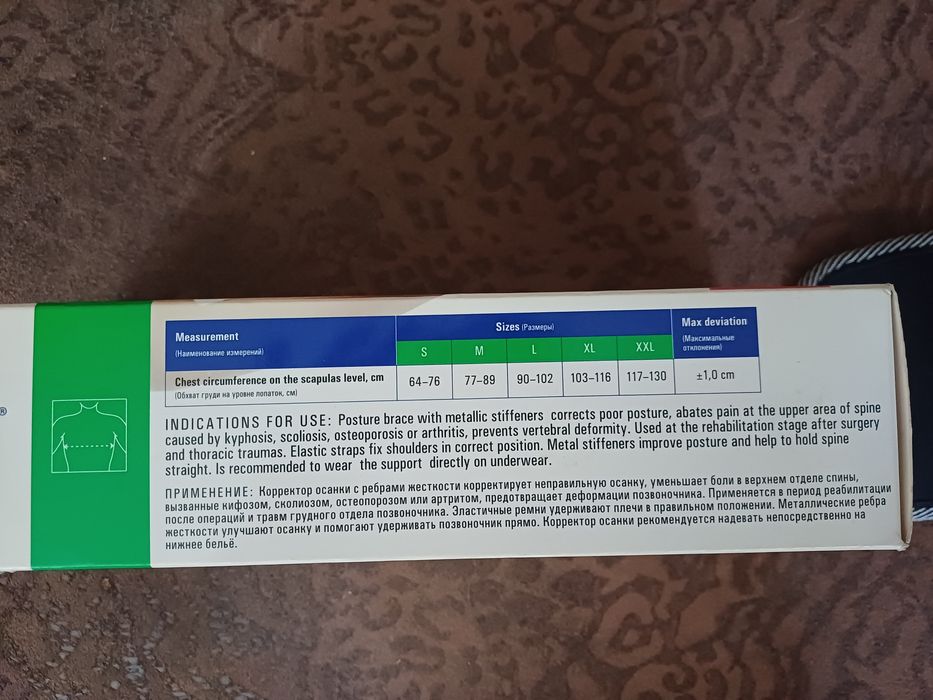 ®
Measurement
(Наименование измерений)
Sizes (Размеры)
Max deviation
(Максимальные
отклонения)
S M L XL XXL
Chest circumference on the scapulas level, cm
(Обхват груди на уровне лопаток, см)
64–76 77–89 90–102 103–116 117–130 ±1,0 cm
INDICATIONS FOR USE: Posture brace with metallic stiffeners corrects poor posture, abates pain at the upper area of spine
caused by kyphosis, scoliosis, osteoporosis or arthritis, prevents vertebral deformity. Used at the rehabilitation stage after surgery
and thoracic traumas. Elastic straps fix shoulders in correct position. Metal stiffeners improve posture and help to hold spine
straight. Is recommended to wear the support directly on underwear.
ПРИМЕНЕНИЕ: Корректор осанки с ребрами жесткости корректирует неправильную осанку, уменьшает боли в верхнем отделе спины,
вызванные кифозом, сколиозом, остеопорозом или артритом, предотвращает деформации позвоночника. Применяется в период реабилитации
после операций и травм грудного отдела позвоночника. Эластичные ремни удерживают плечи в правильном положении. Металлические ребра
жесткости улучшают осанку и помогают удерживать позвоночник прямо. Корректор осанки рекомендуется надевать непосредственно на
нижнее бельё.